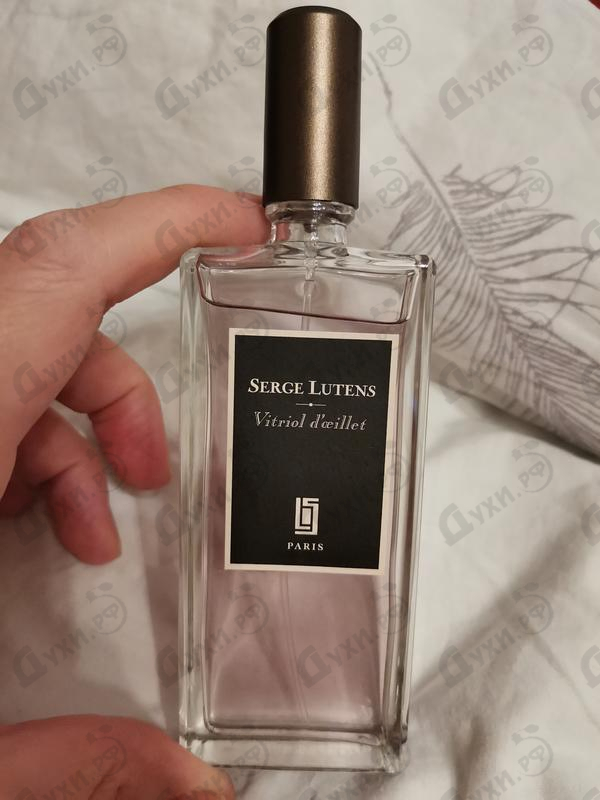 SERGE LUTENS
Vitriol d'œillet
PARIS
Духи.рф